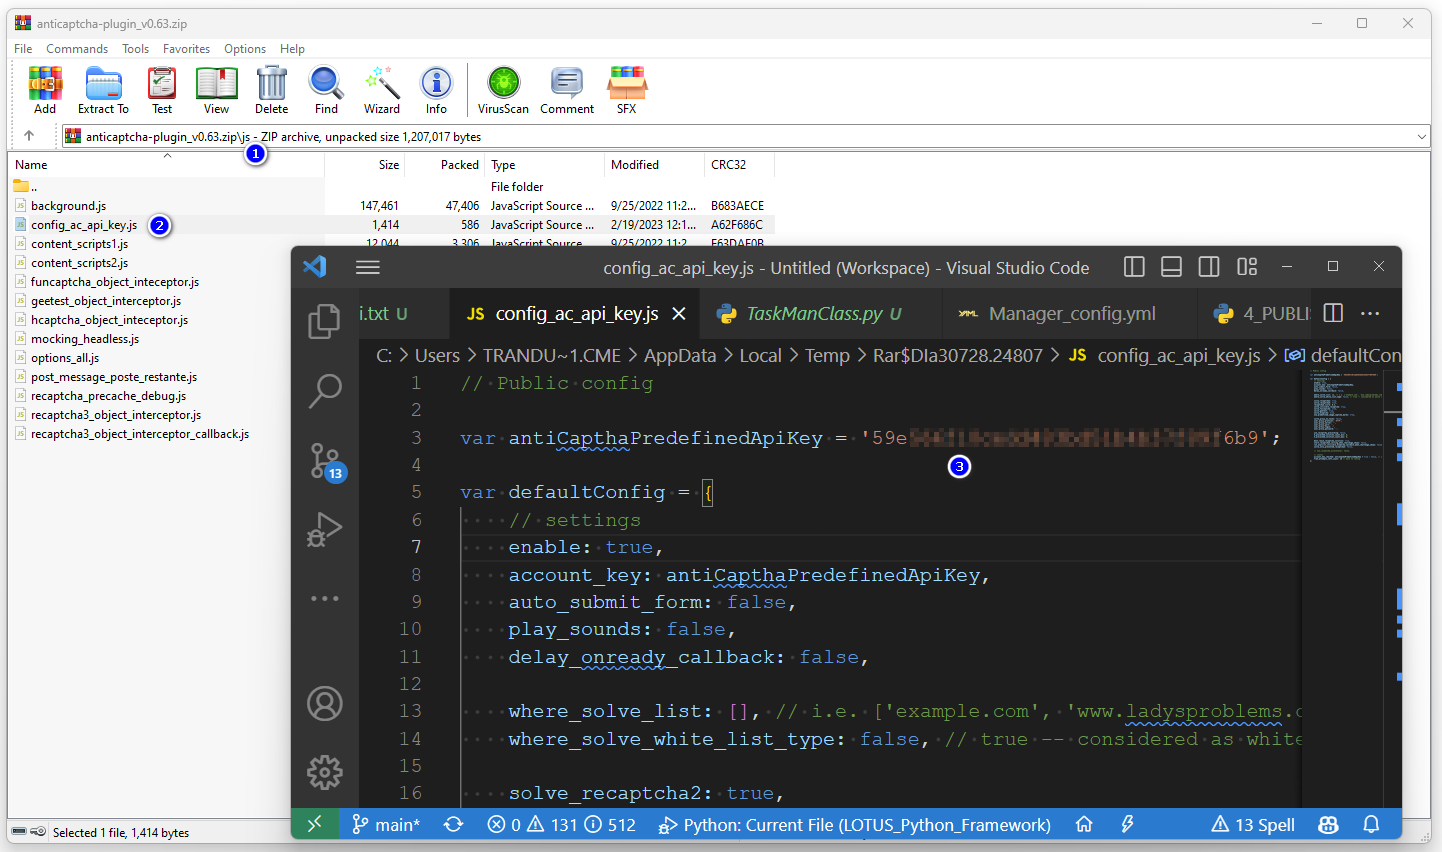 anticaptcha-plugin_v0.63.zip
File Commands Tools Favorites Options Help
Add Extract To Test View Delete Find Wizard Info VirusScan Comment SFX
anticaptcha-plugin_v0.63.zip\js - ZIP archive, unpacked size 1,207,017 bytes
1
Name Size Packed Type Modified CRC32
.. File folder
background.js 147,461 47,406 JavaScript Source ... 9/25/2022 11:2... B683AECE
config_ac_api_key.js 2 1,414 586 JavaScript Source ... 2/19/2023 12:1... A62F686C
content_scripts1.js 12,044 3,306 JavaScript Source ... 9/25/2022 11:2... F63DAF0B
content_scripts2.js
funcaptcha_object_inteceptor.js
geetest_object_interceptor.js
hcaptcha_object_inteceptor.js
mocking_headless.js
options_all.js
post_message_poste_restante.js
recaptcha_precache_debug.js
recaptcha3_object_interceptor.js
recaptcha3_object_interceptor_callback.js
Selected 1 file, 1,414 bytes
config_ac_api_key.js - Untitled (Workspace) - Visual Studio Code
i.txt U JS config_ac_api_key.js TaskManClass.py U YAML Manager_config.yml 4_PUBLI
C: > Users > TRANDU~1.CME > AppData > Local > Temp > Rar$DIa30728.24807 > JS config_ac_api_key.js > defaultCon
1 // Public config
2
3 var antiCapthaPredefinedApiKey = '59e f6b9';
3
4
5 var defaultConfig = {
6 // settings
7 enable: true,
8 account_key: antiCapthaPredefinedApiKey,
9 auto_submit_form: false,
10 play_sounds: false,
11 delay_onready_callback: false,
12
13 where_solve_list: [], // i.e. ['example.com', 'www.ladysproblems.c
14 where_solve_white_list_type: false, // true -- considered as white
15
16 solve_recaptcha2: true,
13
main* 0 131 512 Python: Current File (LOTUS_Python_Framework) 13 Spell